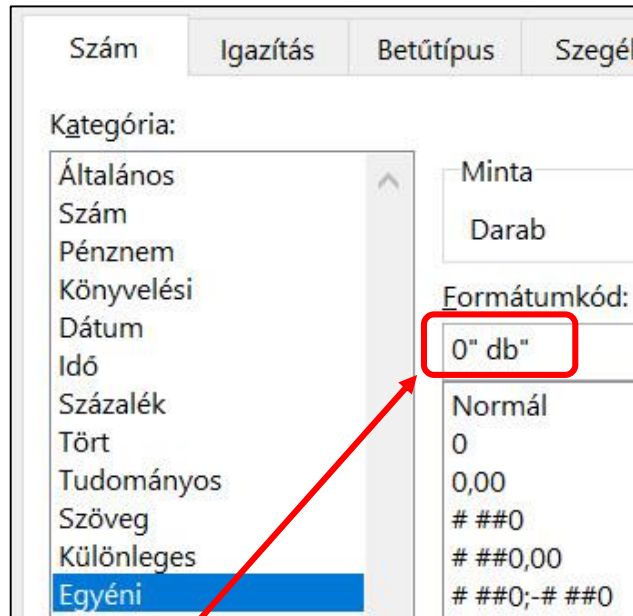 Szám Igazítás Betűtípus Szegél
Kategória:
Általános
Szám
Pénznem
Könyvelési
Dátum
Idő
Százalék
Tört
Tudományos
Szöveg
Különleges
Egyéni
Minta
Darab
Formátumkód:
0" db"
Normál
0
0,00
# ##0
# ##0,00
# ##0;-# ##0